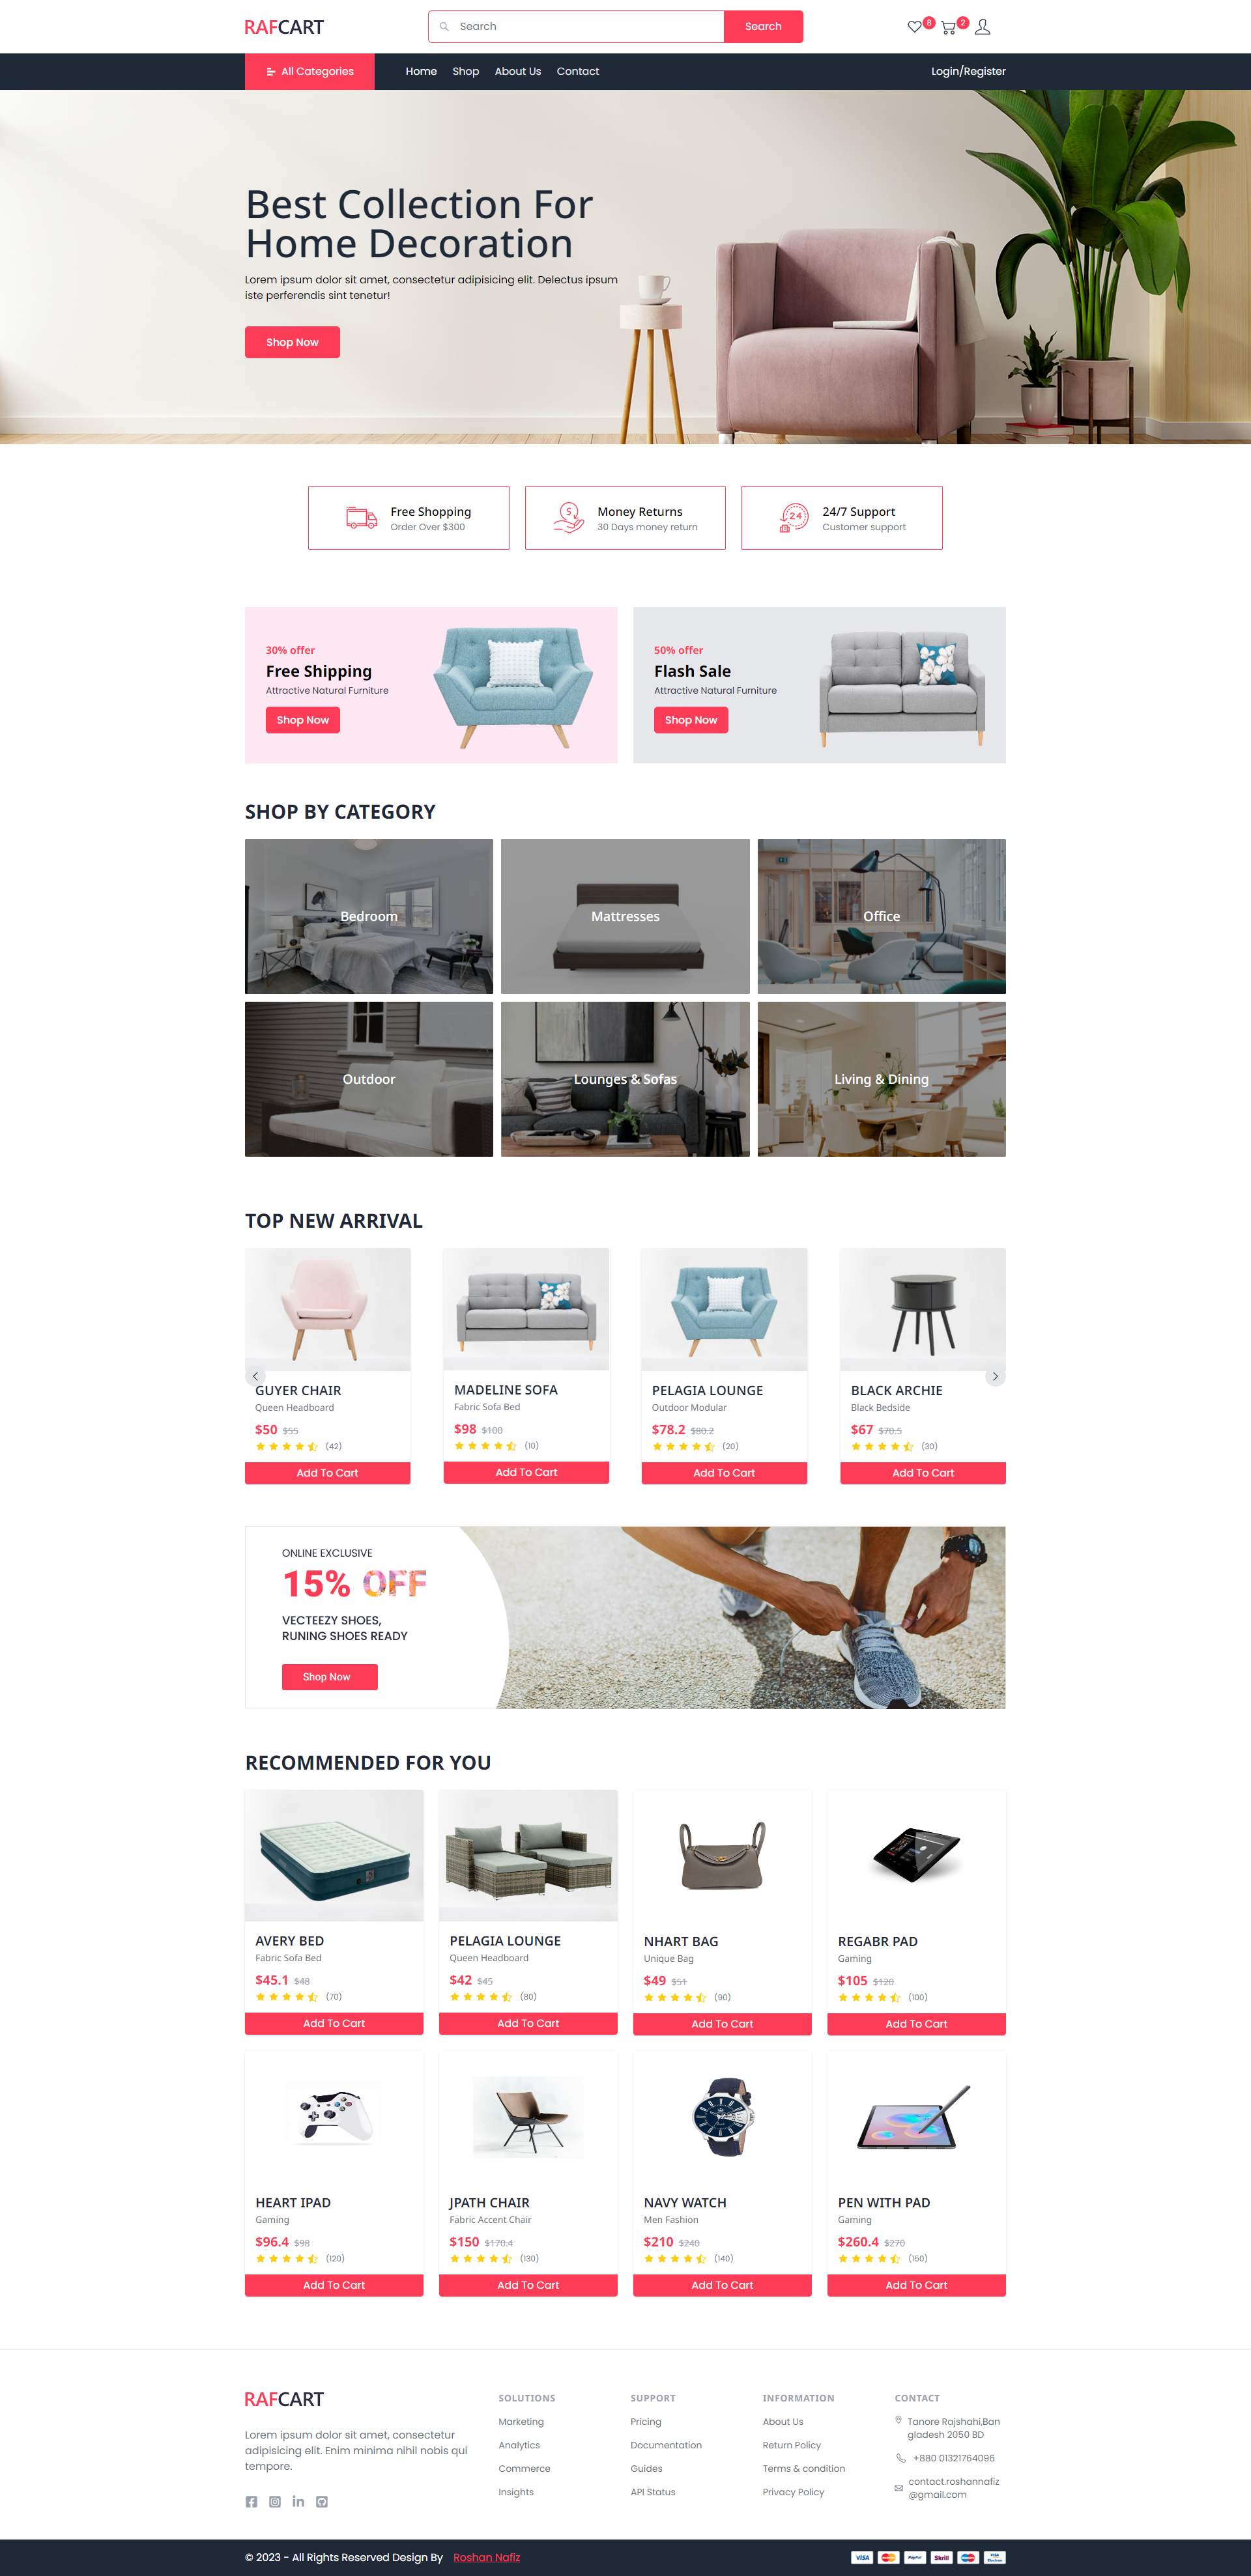 RAFCART
Search
Search
8
2
All Categories
Home
Shop
About Us
Contact
Login/Register
Best Collection For
Home Decoration
Lorem ipsum dolor sit amet, consectetur adipisicing elit. Delectus ipsum
iste perferendis sint tenetur!
Shop Now
Free Shopping
Order Over $300
$
Money Returns
30 Days money return
24
24/7 Support
Customer support
30% offer
Free Shipping
Attractive Natural Furniture
Shop Now
50% offer
Flash Sale
Attractive Natural Furniture
Shop Now
SHOP BY CATEGORY
Bedroom
Mattresses
Office
Outdoor
Lounges & Sofas
Living & Dining
TOP NEW ARRIVAL
GUYER CHAIR
Queen Headboard
$50 $55
(42)
Add To Cart
MADELINE SOFA
Fabric Sofa Bed
$98 $100
(10)
Add To Cart
PELAGIA LOUNGE
Outdoor Modular
$78.2 $80.2
(20)
Add To Cart
BLACK ARCHIE
Black Bedside
$67 $70.5
(30)
Add To Cart
ONLINE EXCLUSIVE
15% OFF
VECTEEZY SHOES,
RUNING SHOES READY
Shop Now
RECOMMENDED FOR YOU
AVERY BED
Fabric Sofa Bed
$45.1 $48
(70)
Add To Cart
PELAGIA LOUNGE
Queen Headboard
$42 $45
(80)
Add To Cart
NHART BAG
Unique Bag
$49 $51
(90)
Add To Cart
REGABR PAD
Gaming
$105 $120
(100)
Add To Cart
HEART IPAD
Gaming
$96.4 $98
(120)
Add To Cart
JPATH CHAIR
Fabric Accent Chair
$150 $170.4
(130)
Add To Cart
NAVY WATCH
Men Fashion
$210 $240
(140)
Add To Cart
PEN WITH PAD
Gaming
$260.4 $270
(150)
Add To Cart
RAFCART
Lorem ipsum dolor sit amet, consectetur
adipisicing elit. Enim minima nihil nobis qui
tempore.
in
SOLUTIONS
Marketing
Analytics
Commerce
Insights
SUPPORT
Pricing
Documentation
Guides
API Status
INFORMATION
About Us
Return Policy
Terms & condition
Privacy Policy
CONTACT
Tanore Rajshahi,Ban
gladesh 2050 BD
+880 01321764096
contact.roshannafiz
@gmail.com
© 2023 - All Rights Reserved Design By Roshan Nafiz
VISA
PayPal
Skrill
VISA